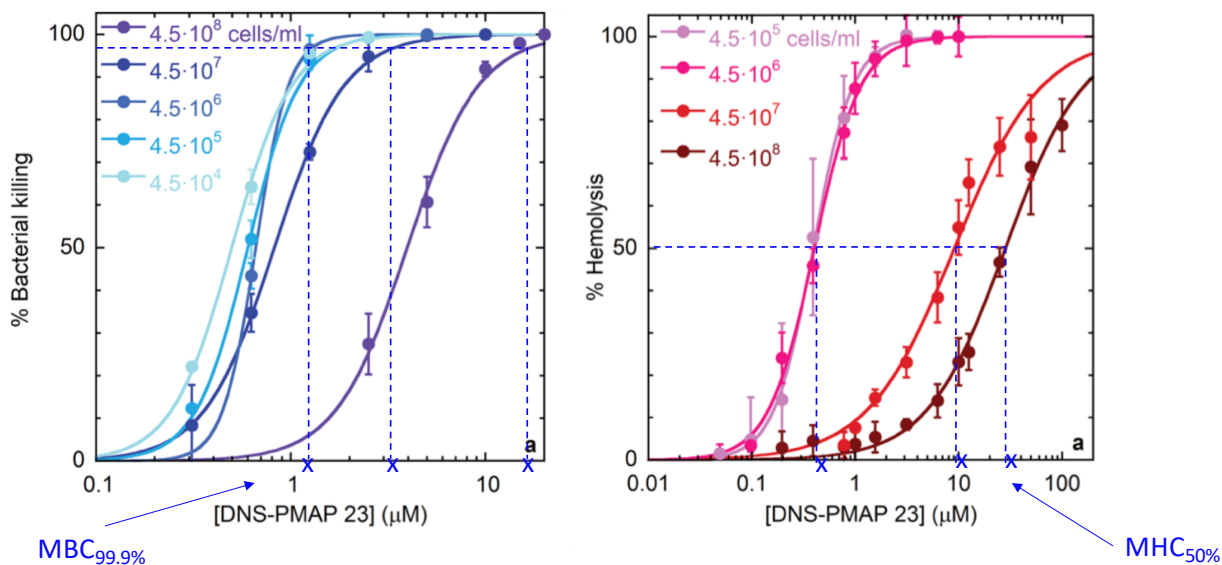 100
50
0
% Bacterial killing
4.5·10⁸ cells/ml
4.5·10⁷
4.5·10⁶
4.5·10⁵
4.5·10⁴
a
x x x
0.1 1 10
[DNS-PMAP 23] (μM)
MBC99.9%
100
50
0
% Hemolysis
4.5·10⁵ cells/ml
4.5·10⁶
4.5·10⁷
4.5·10⁸
a
x x x
0.01 0.1 1 10 100
[DNS-PMAP 23] (μM)
MHC50%